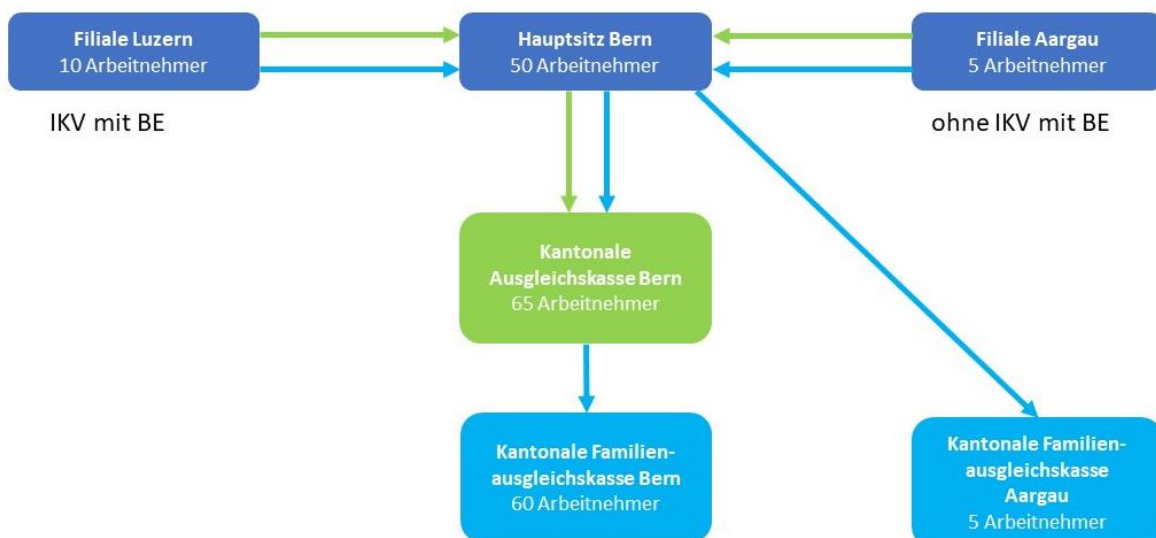 Filiale Luzern
10 Arbeitnehmer
Hauptsitz Bern
50 Arbeitnehmer
Filiale Aargau
5 Arbeitnehmer
IKV mit BE
ohne IKV mit BE
Kantonale
Ausgleichskasse Bern
65 Arbeitnehmer
Kantonale Familien-
ausgleichskasse Bern
60 Arbeitnehmer
Kantonale Familien-
ausgleichskasse
Aargau
5 Arbeitnehmer